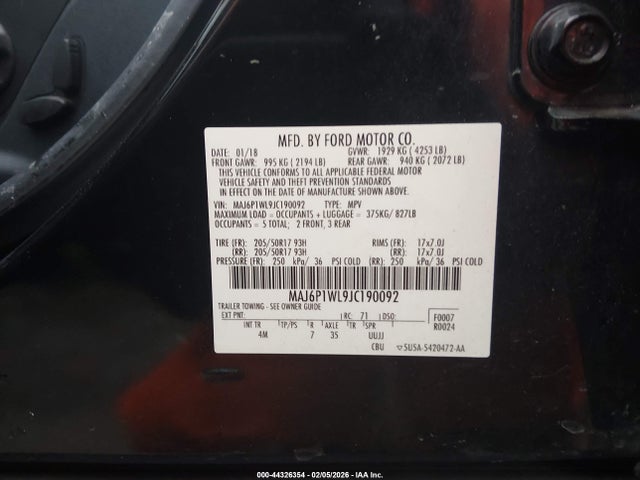 MFD. BY FORD MOTOR CO.
DATE: 01/18 GVWR: 1929 KG ( 4253 LB)
FRONT GAWR: 995 KG ( 2194 LB) REAR GAWR: 940 KG ( 2072 LB)
THIS VEHICLE CONFORMS TO ALL APPLICABLE FEDERAL MOTOR
VEHICLE SAFETY AND THEFT PREVENTION STANDARDS
IN EFFECT ON THE DATE OF MANUFACTURE SHOWN ABOVE.
VIN: MAJ6P1WL9JC190092 TYPE: MPV
MAXIMUM LOAD = OCCUPANTS + LUGGAGE = 375KG/ 827LB
OCCUPANTS = 5 TOTAL; 2 FRONT, 3 REAR
TIRE (FR): 205/50R17 93H RIMS (FR): 17x7.0J
(RR): 205/50R17 93H (RR): 17x7.0J
PRESSURE (FR): 250 kPa/ 36 PSI COLD (RR): 250 kPa/ 36 PSI COLD
MAJ6P1WL9JC190092
TRAILER TOWING - SEE OWNER GUIDE
EXT PNT: RC: 71 DSO: F0007
R0024
INT TR TP/PS R AXLE TR SPR
4M 7 35 UUJJ
CBU SU5A-S420472-AA
000-44326354 - 02/05/2026 - IAA Inc.